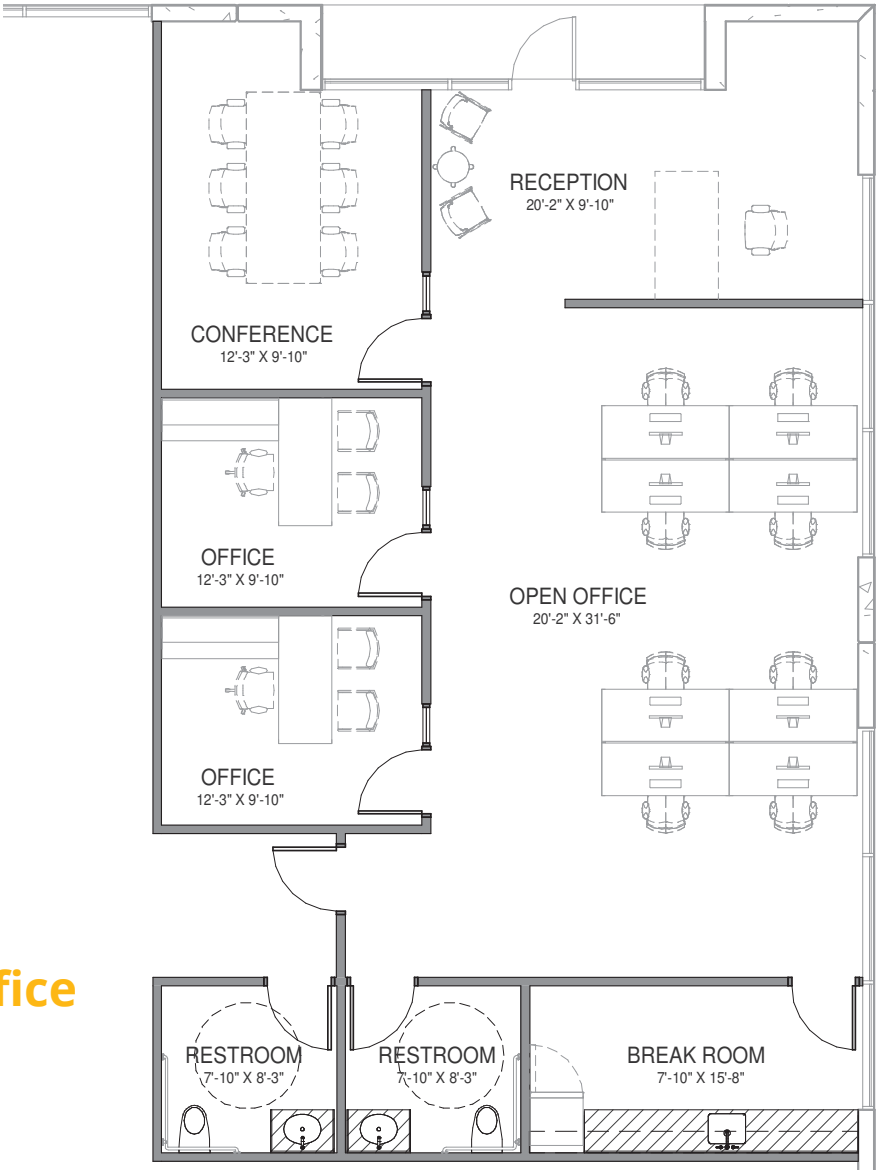 RECEPTION
20'-2" X 9'-10"
CONFERENCE
12'-3" X 9'-10"
OFFICE
12'-3" X 9'-10"
OPEN OFFICE
20'-2" X 31'-6"
OFFICE
12'-3" X 9'-10"
fice
RESTROOM
7'-10" X 8'-3"
RESTROOM
7'-10" X 8'-3"
BREAK ROOM
7'-10" X 15'-8"